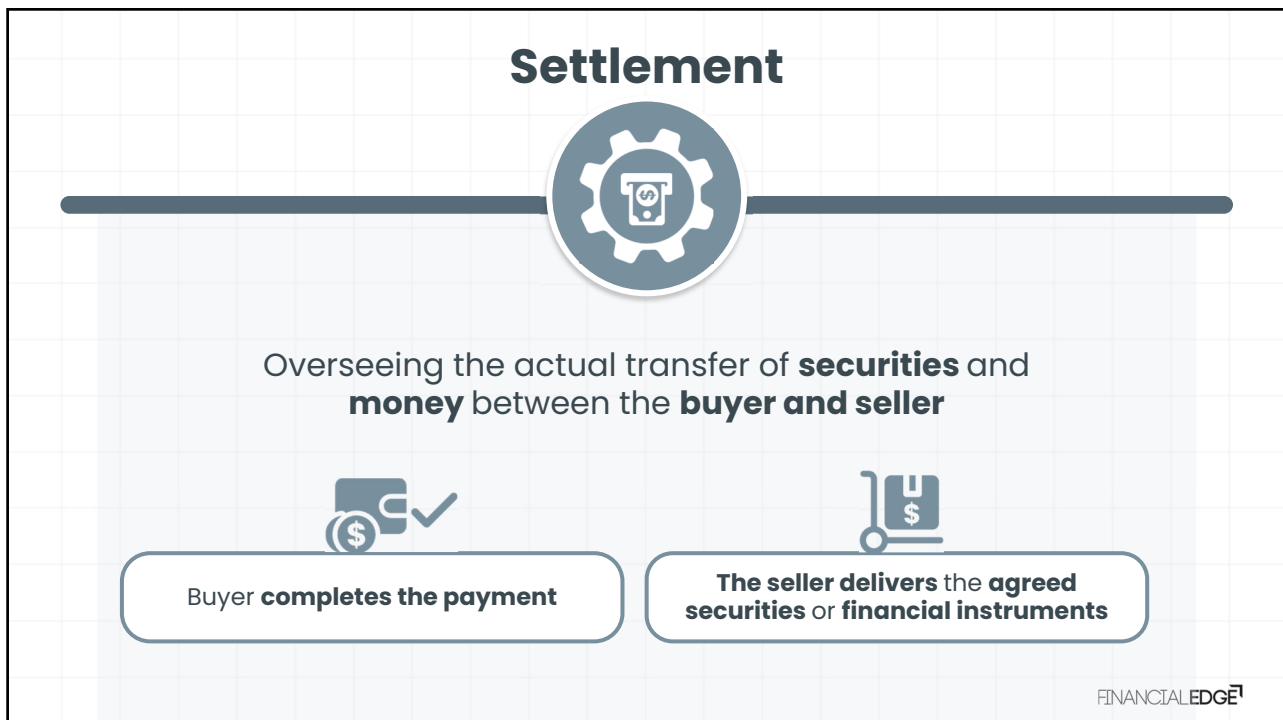 Settlement
Overseeing the actual transfer of securities and
money between the buyer and seller
$
$
$
Buyer completes the payment
The seller delivers the agreed
securities or financial instruments
FINANCIALEDGE